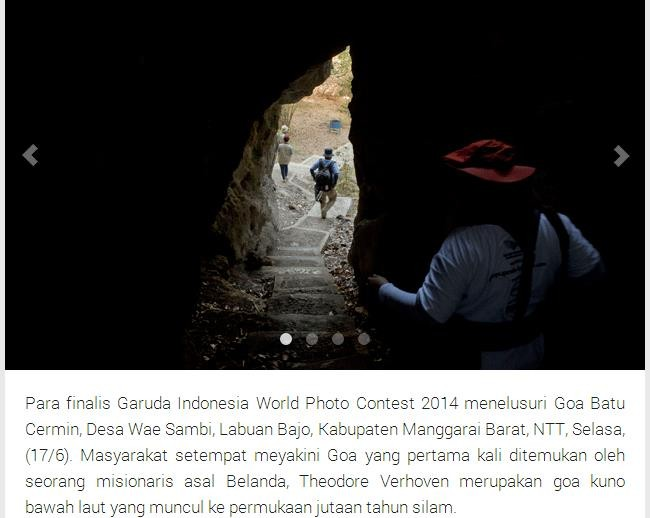 Para finalis Garuda Indonesia World Photo Contest 2014 menelusuri Goa Batu
Cermin, Desa Wae Sambi, Labuan Bajo, Kabupaten Manggarai Barat, NTT, Selasa,
(17/6). Masyarakat setempat meyakini Goa yang pertama kali ditemukan oleh
seorang misionaris asal Belanda, Theodore Verhoven merupakan goa kuno
bawah laut yang muncul ke permukaan jutaan tahun silam.